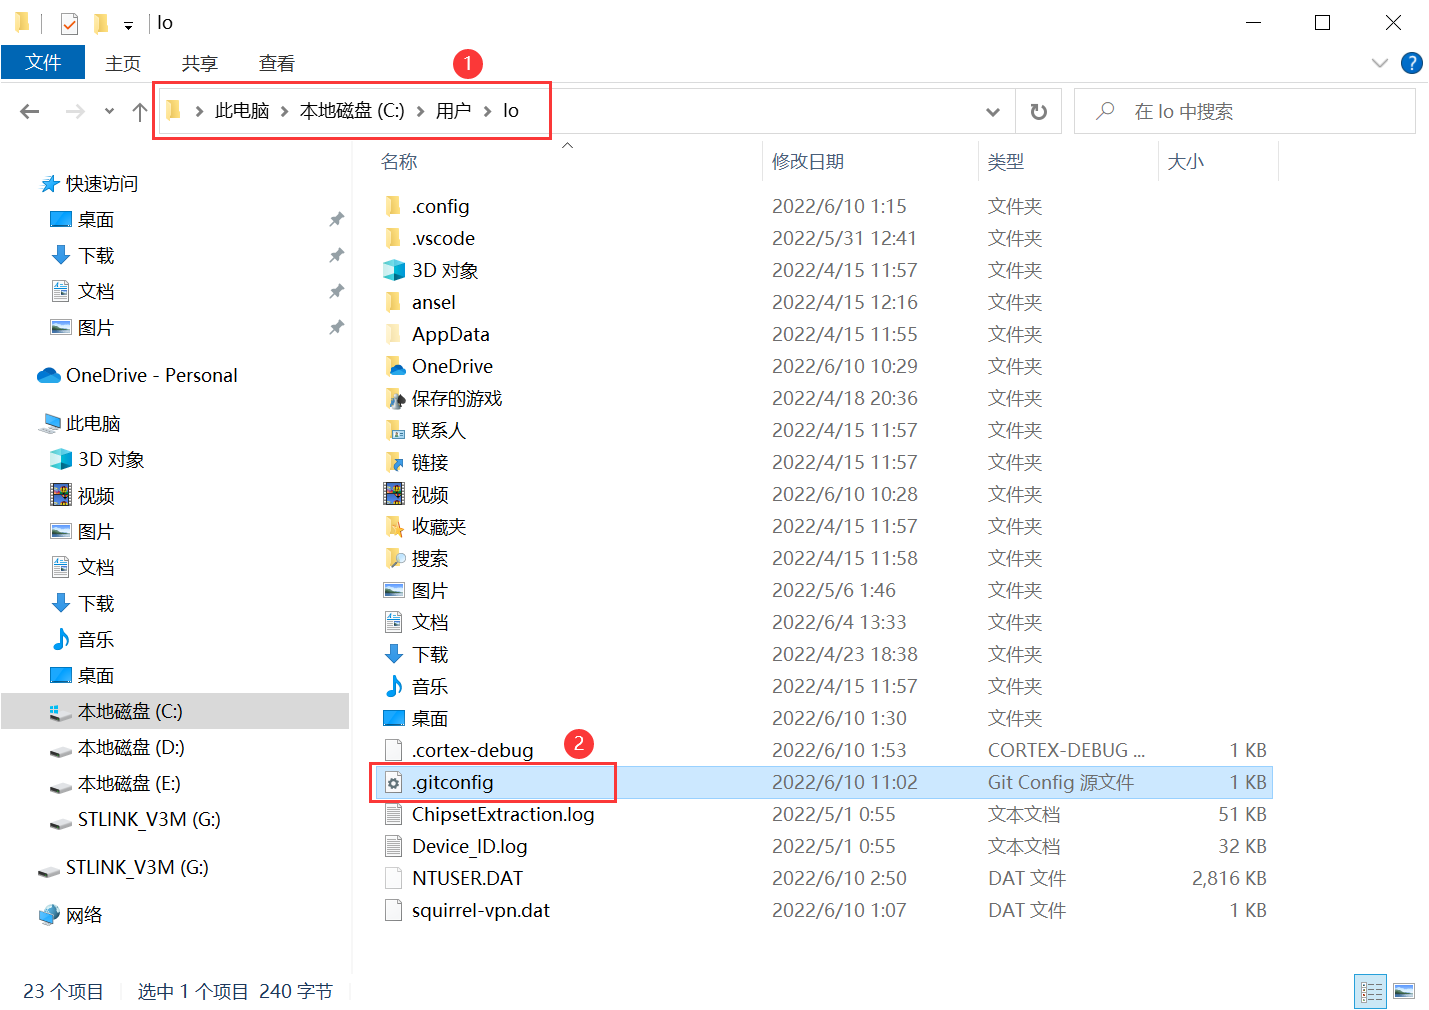 lo
文件 主页 共享 查看 1 ?
此电脑 本地磁盘 (C:) 用户 lo 在 lo 中搜索
名称 修改日期 类型 大小
快速访问
桌面
下载
文档
图片
OneDrive - Personal
此电脑
3D 对象
视频
图片
文档
下载
音乐
桌面
本地磁盘 (C:)
本地磁盘 (D:)
本地磁盘 (E:)
STLINK_V3M (G:)
STLINK_V3M (G:)
网络
.config 2022/6/10 1:15 文件夹
.vscode 2022/5/31 12:41 文件夹
3D 对象 2022/4/15 11:57 文件夹
ansel 2022/4/15 12:16 文件夹
AppData 2022/4/15 11:55 文件夹
OneDrive 2022/6/10 10:29 文件夹
保存的游戏 2022/4/18 20:36 文件夹
联系人 2022/4/15 11:57 文件夹
链接 2022/4/15 11:57 文件夹
视频 2022/6/10 10:28 文件夹
收藏夹 2022/4/15 11:57 文件夹
搜索 2022/4/15 11:58 文件夹
图片 2022/5/6 1:46 文件夹
文档 2022/6/4 13:33 文件夹
下载 2022/4/23 18:38 文件夹
音乐 2022/4/15 11:57 文件夹
桌面 2022/6/10 1:30 文件夹
.cortex-debug 2 2022/6/10 1:53 CORTEX-DEBUG ... 1 KB
.gitconfig 2022/6/10 11:02 Git Config 源文件 1 KB
ChipsetExtraction.log 2022/5/1 0:55 文本文档 51 KB
Device_ID.log 2022/5/1 0:55 文本文档 32 KB
NTUSER.DAT 2022/6/10 2:50 DAT 文件 2,816 KB
squirrel-vpn.dat 2022/6/10 1:07 DAT 文件 1 KB
23 个项目 选中 1 个项目 240 字节